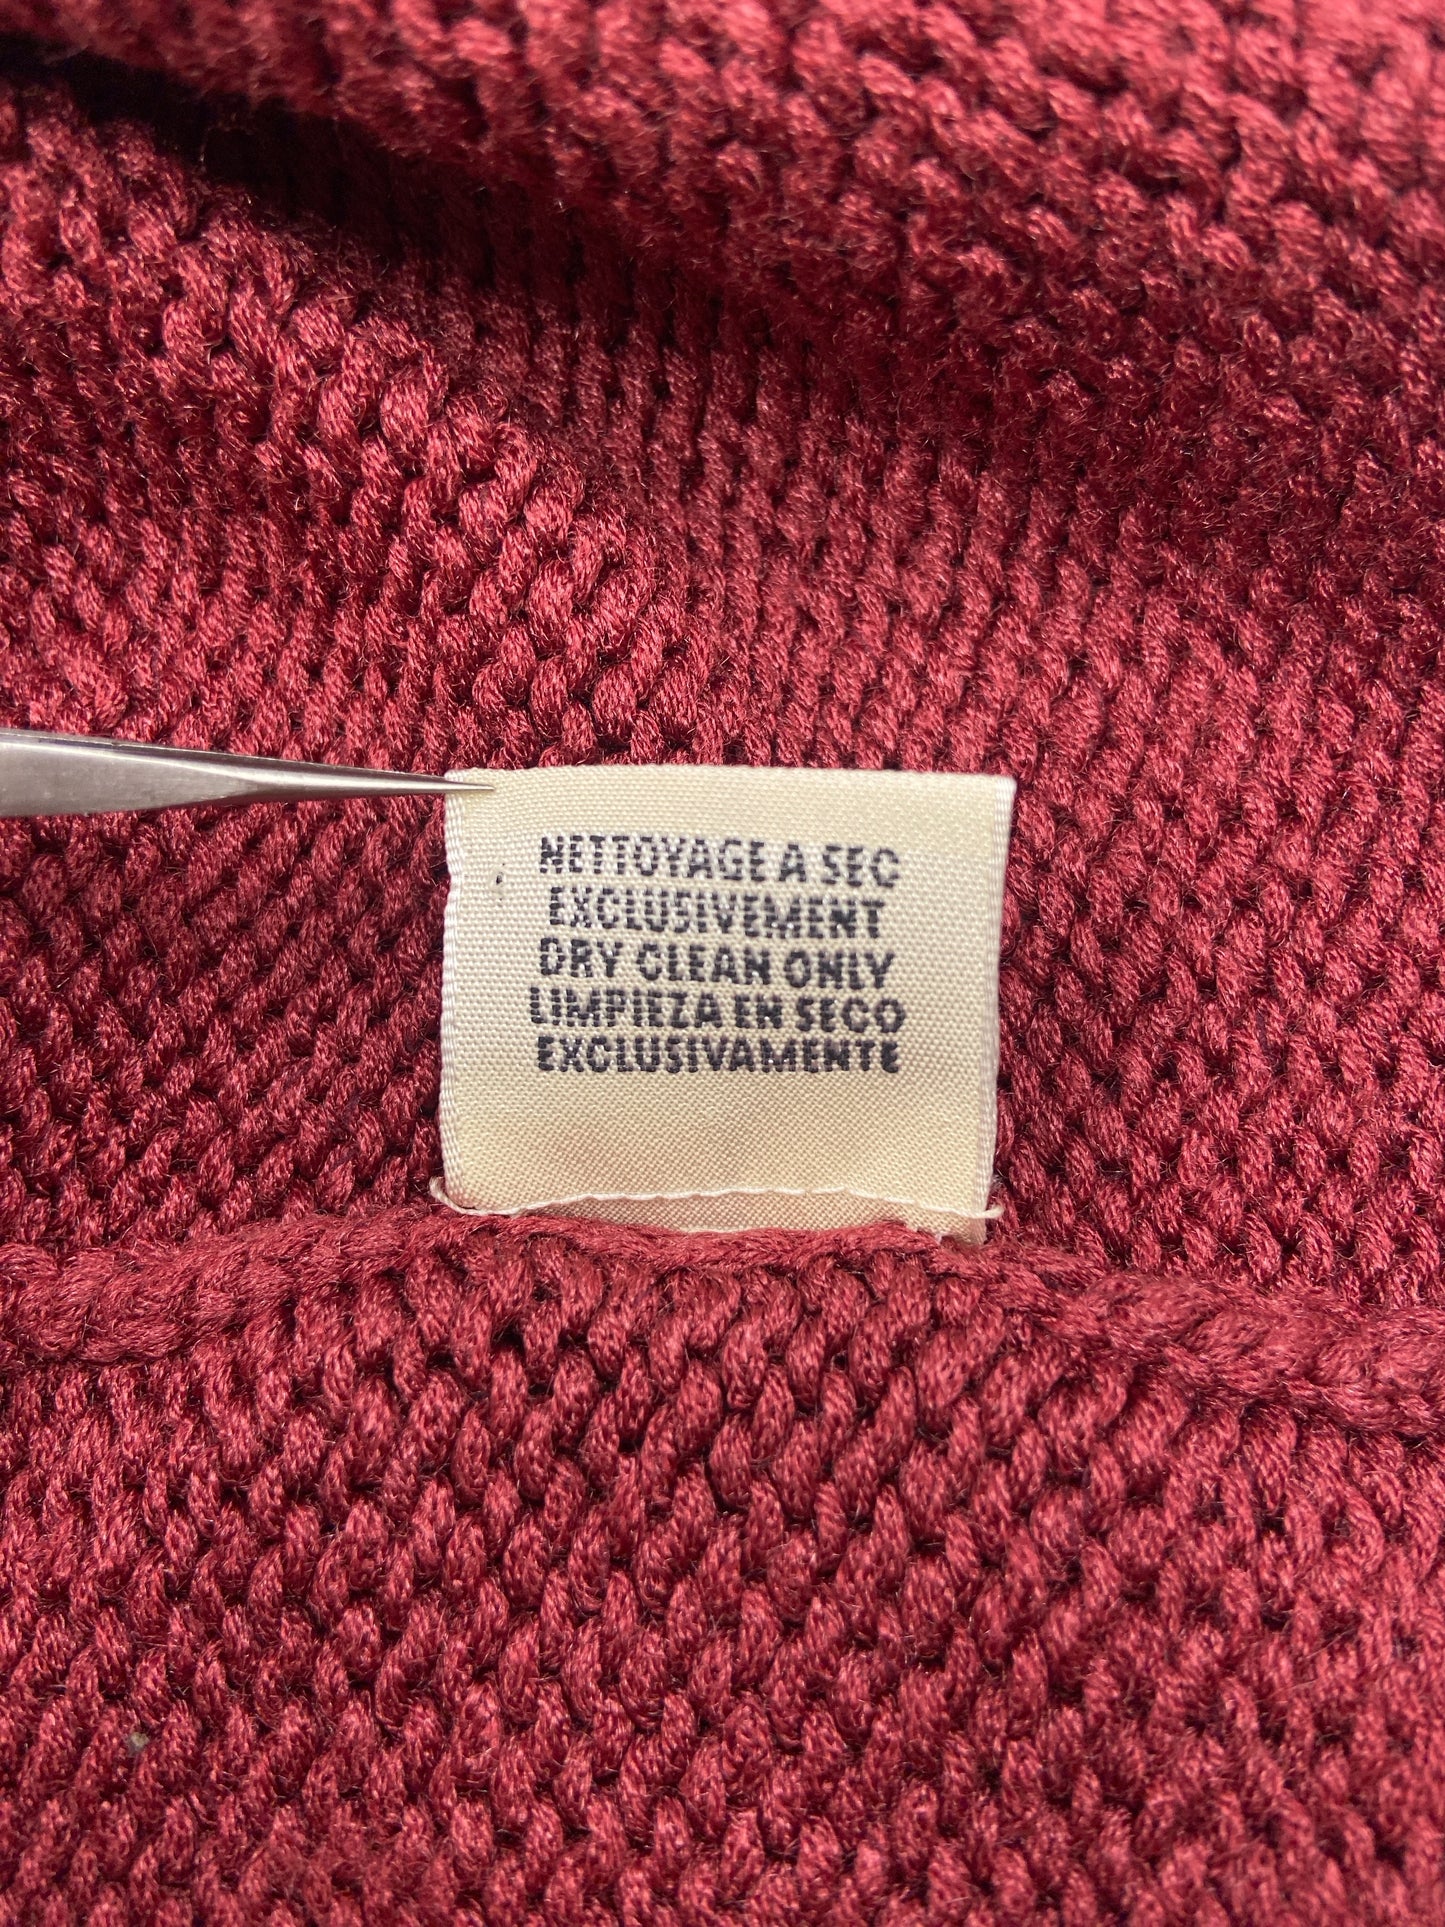 NETTOYAGE A SEC
EXCLUSIVEMENT
DRY CLEAN ONLY
LIMPIEZA EN SECO
EXCLUSIVAMENTE